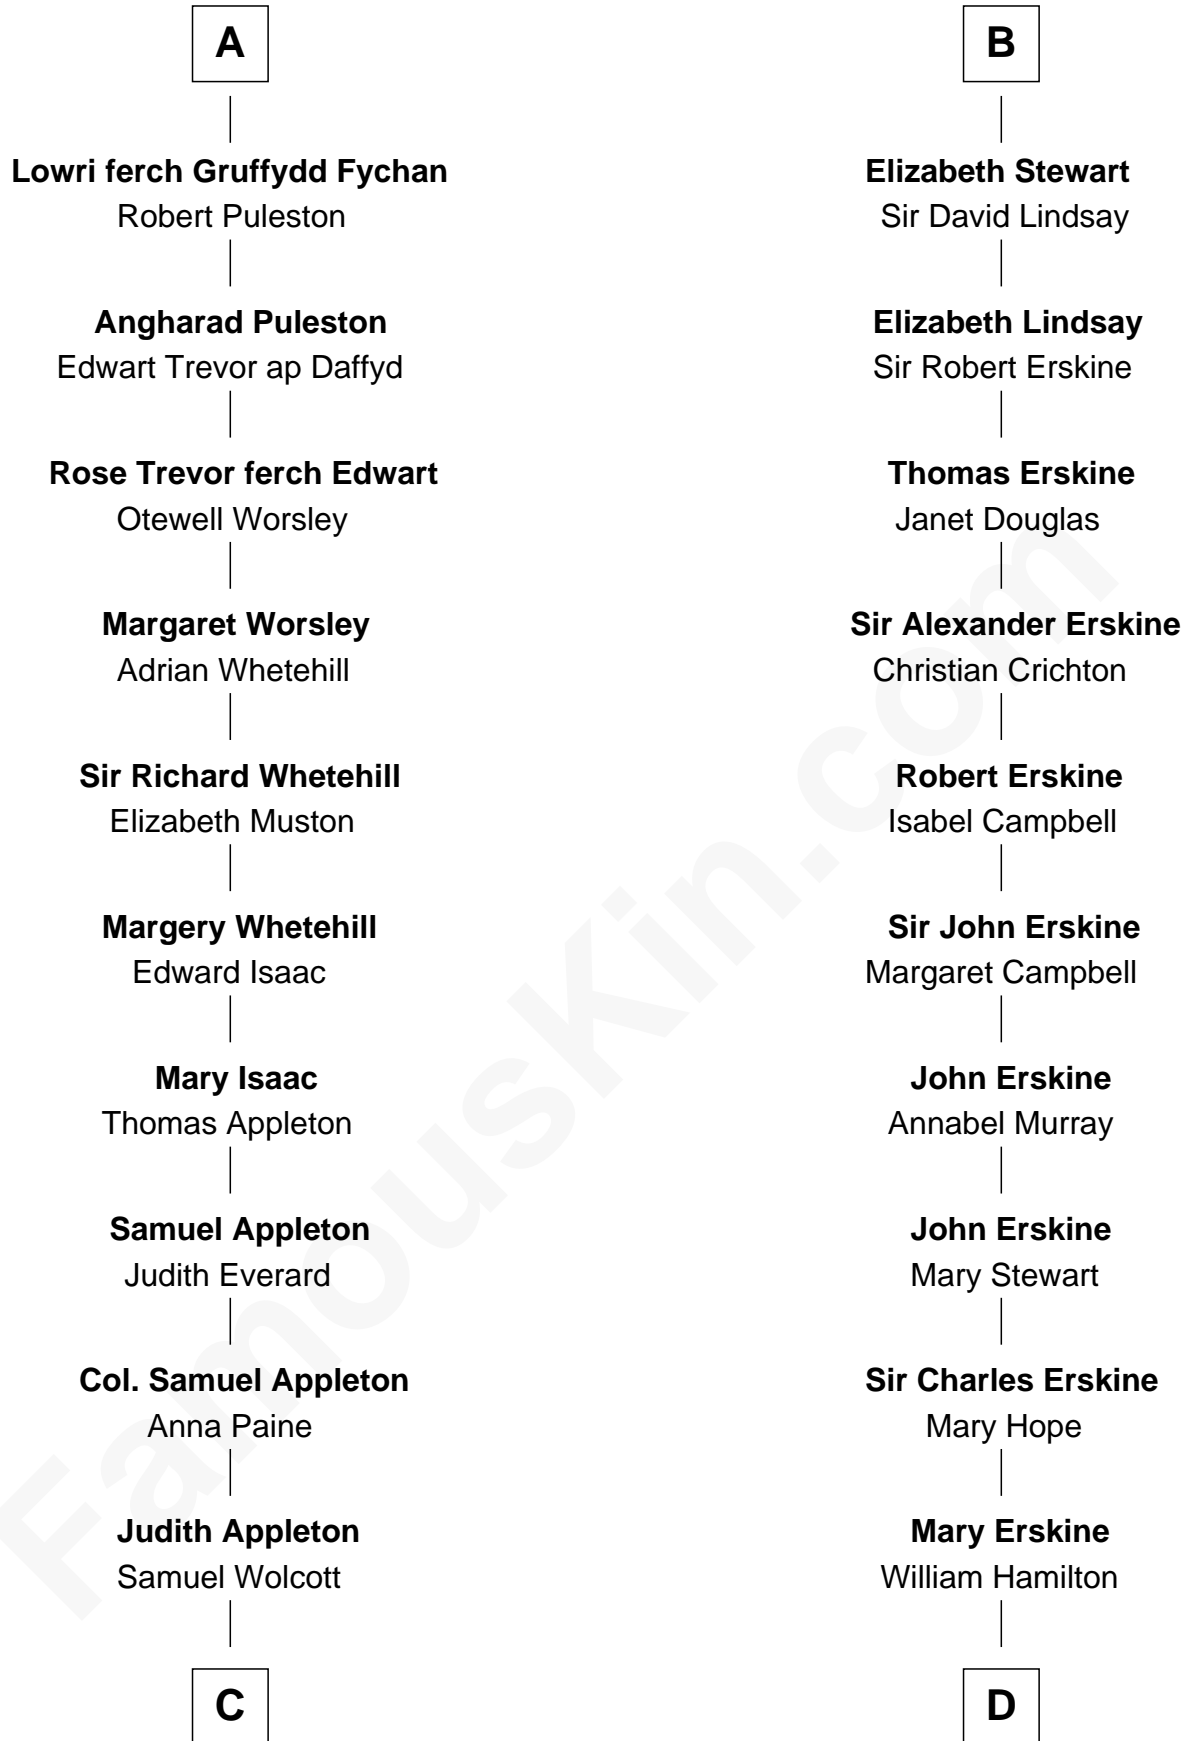 A
Lowri ferch Gruffydd Fychan
Robert Puleston
Angharad Puleston
Edwart Trevor ap Daffyd
Rose Trevor ferch Edwart
Otewell Worsley
Margaret Worsley
Adrian Whetehill
Sir Richard Whetehill
Elizabeth Muston
Margery Whetehill
Edward Isaac
Mary Isaac
Thomas Appleton
Samuel Appleton
Judith Everard
Col. Samuel Appleton
Anna Paine
Judith Appleton
Samuel Wolcott
C
B
Elizabeth Stewart
Sir David Lindsay
Elizabeth Lindsay
Sir Robert Erskine
Thomas Erskine
Janet Douglas
Sir Alexander Erskine
Christian Crichton
Robert Erskine
Isabel Campbell
Sir John Erskine
Margaret Campbell
John Erskine
Annabel Murray
John Erskine
Mary Stewart
Sir Charles Erskine
Mary Hope
Mary Erskine
William Hamilton
D
FamousKin.com